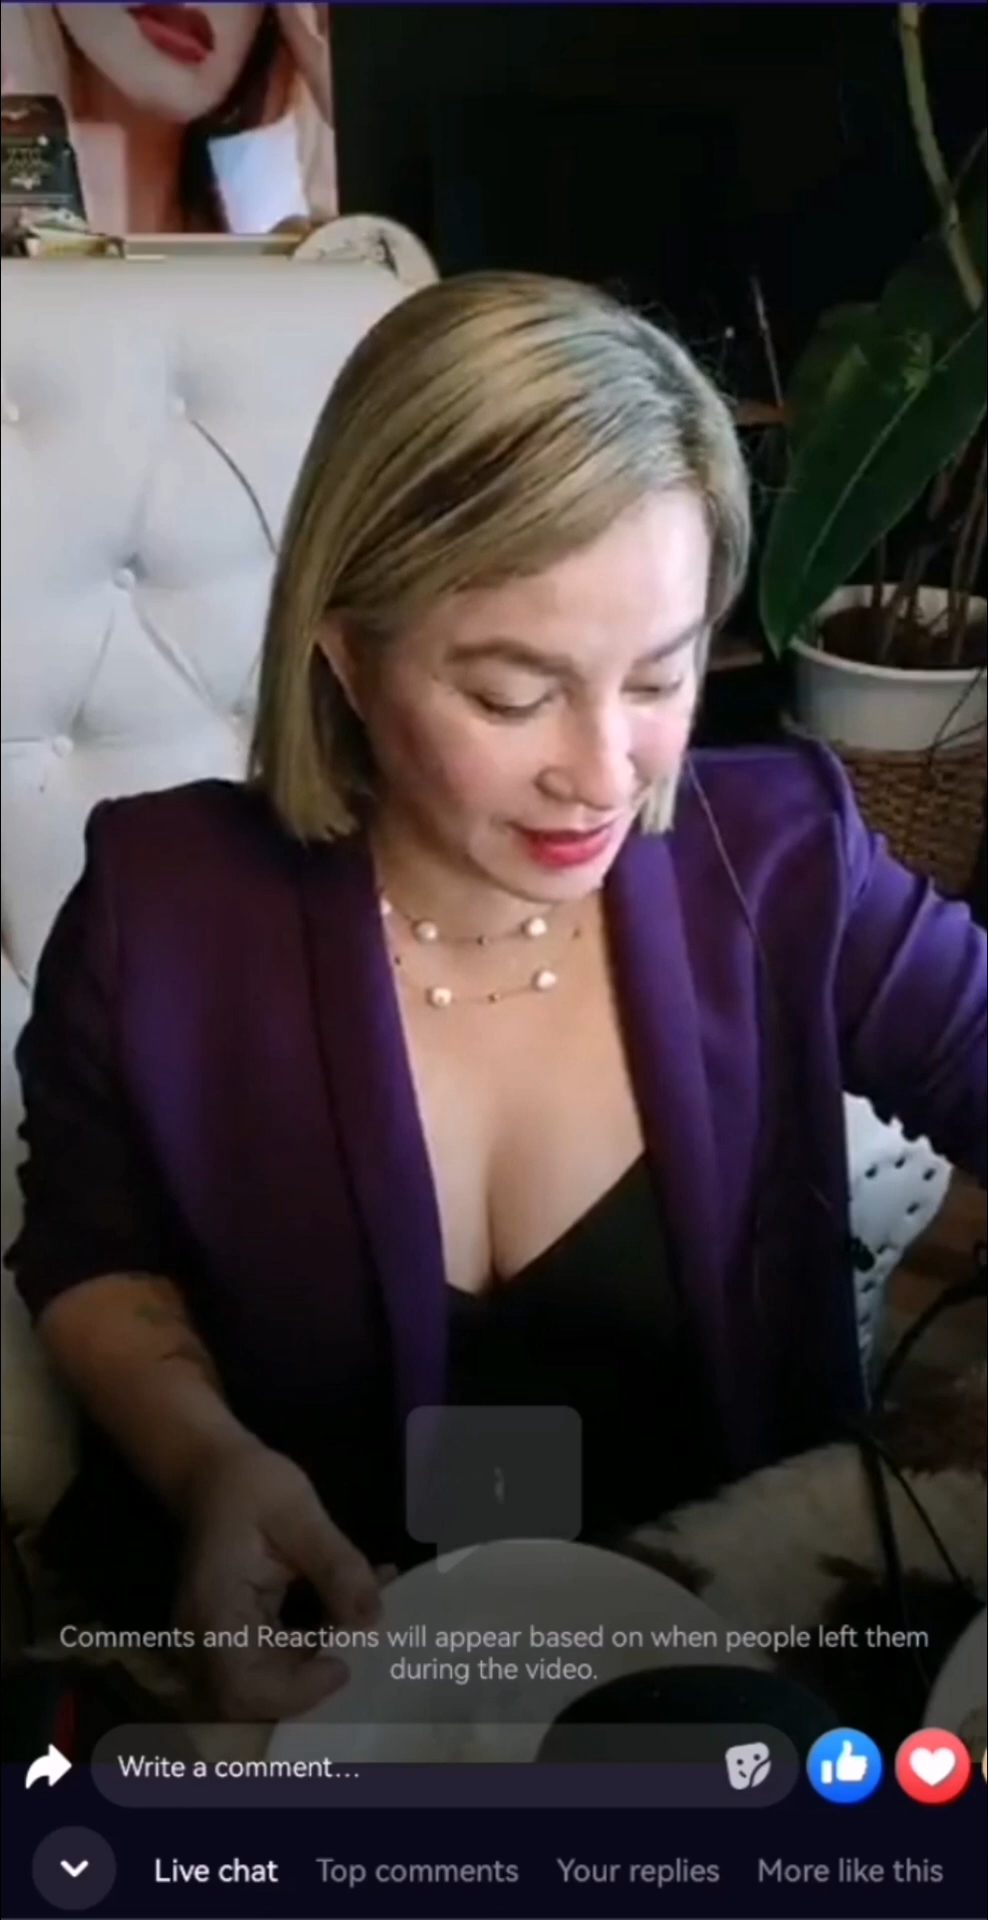 Comments and Reactions will appear based on when people left them
during the video.
Write a comment...
Live chat
Top comments
Your replies
More like this